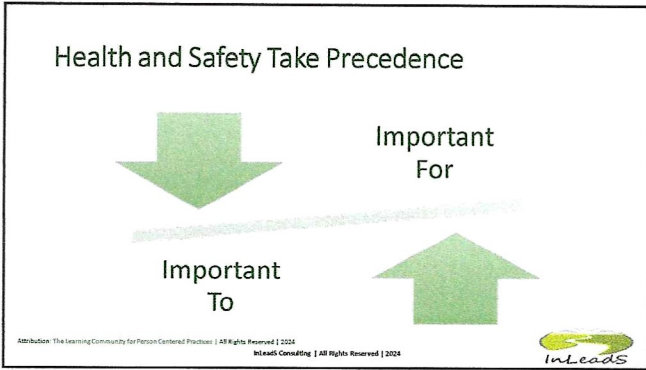 Health and Safety Take Precedence
Important
For
Important
To
Attribution: The Learning Community for Person Centered Practices | All Rights Reserved | 2024
InLeadS Consulting | All Rights Reserved | 2024
InLeadS